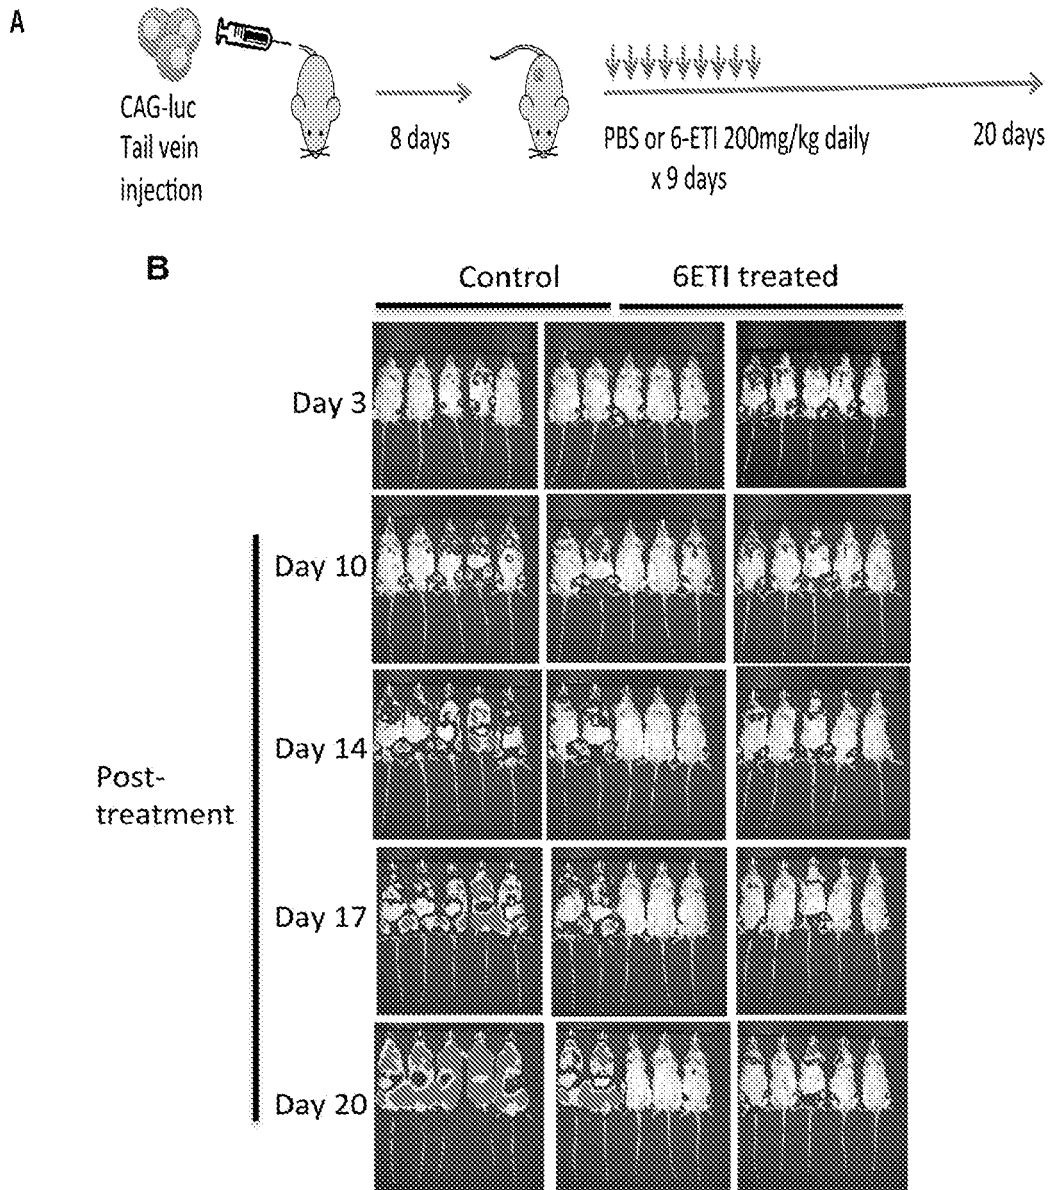 A
CAG-luc
Tail vein
injection
8 days
PBS or 6-ETI 200mg/kg daily
x 9 days
20 days
B
Control
6ETI treated
Day 3
Day 10
Day 14
Post-
treatment
Day 17
Day 20